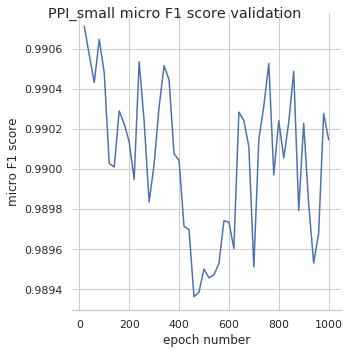 PPI_small micro F1 score validation
0.9906
0.9904
0.9902
0.9900
0.9898
0.9896
0.9894
micro F1 score
0 200 400 600 800 1000
epoch number